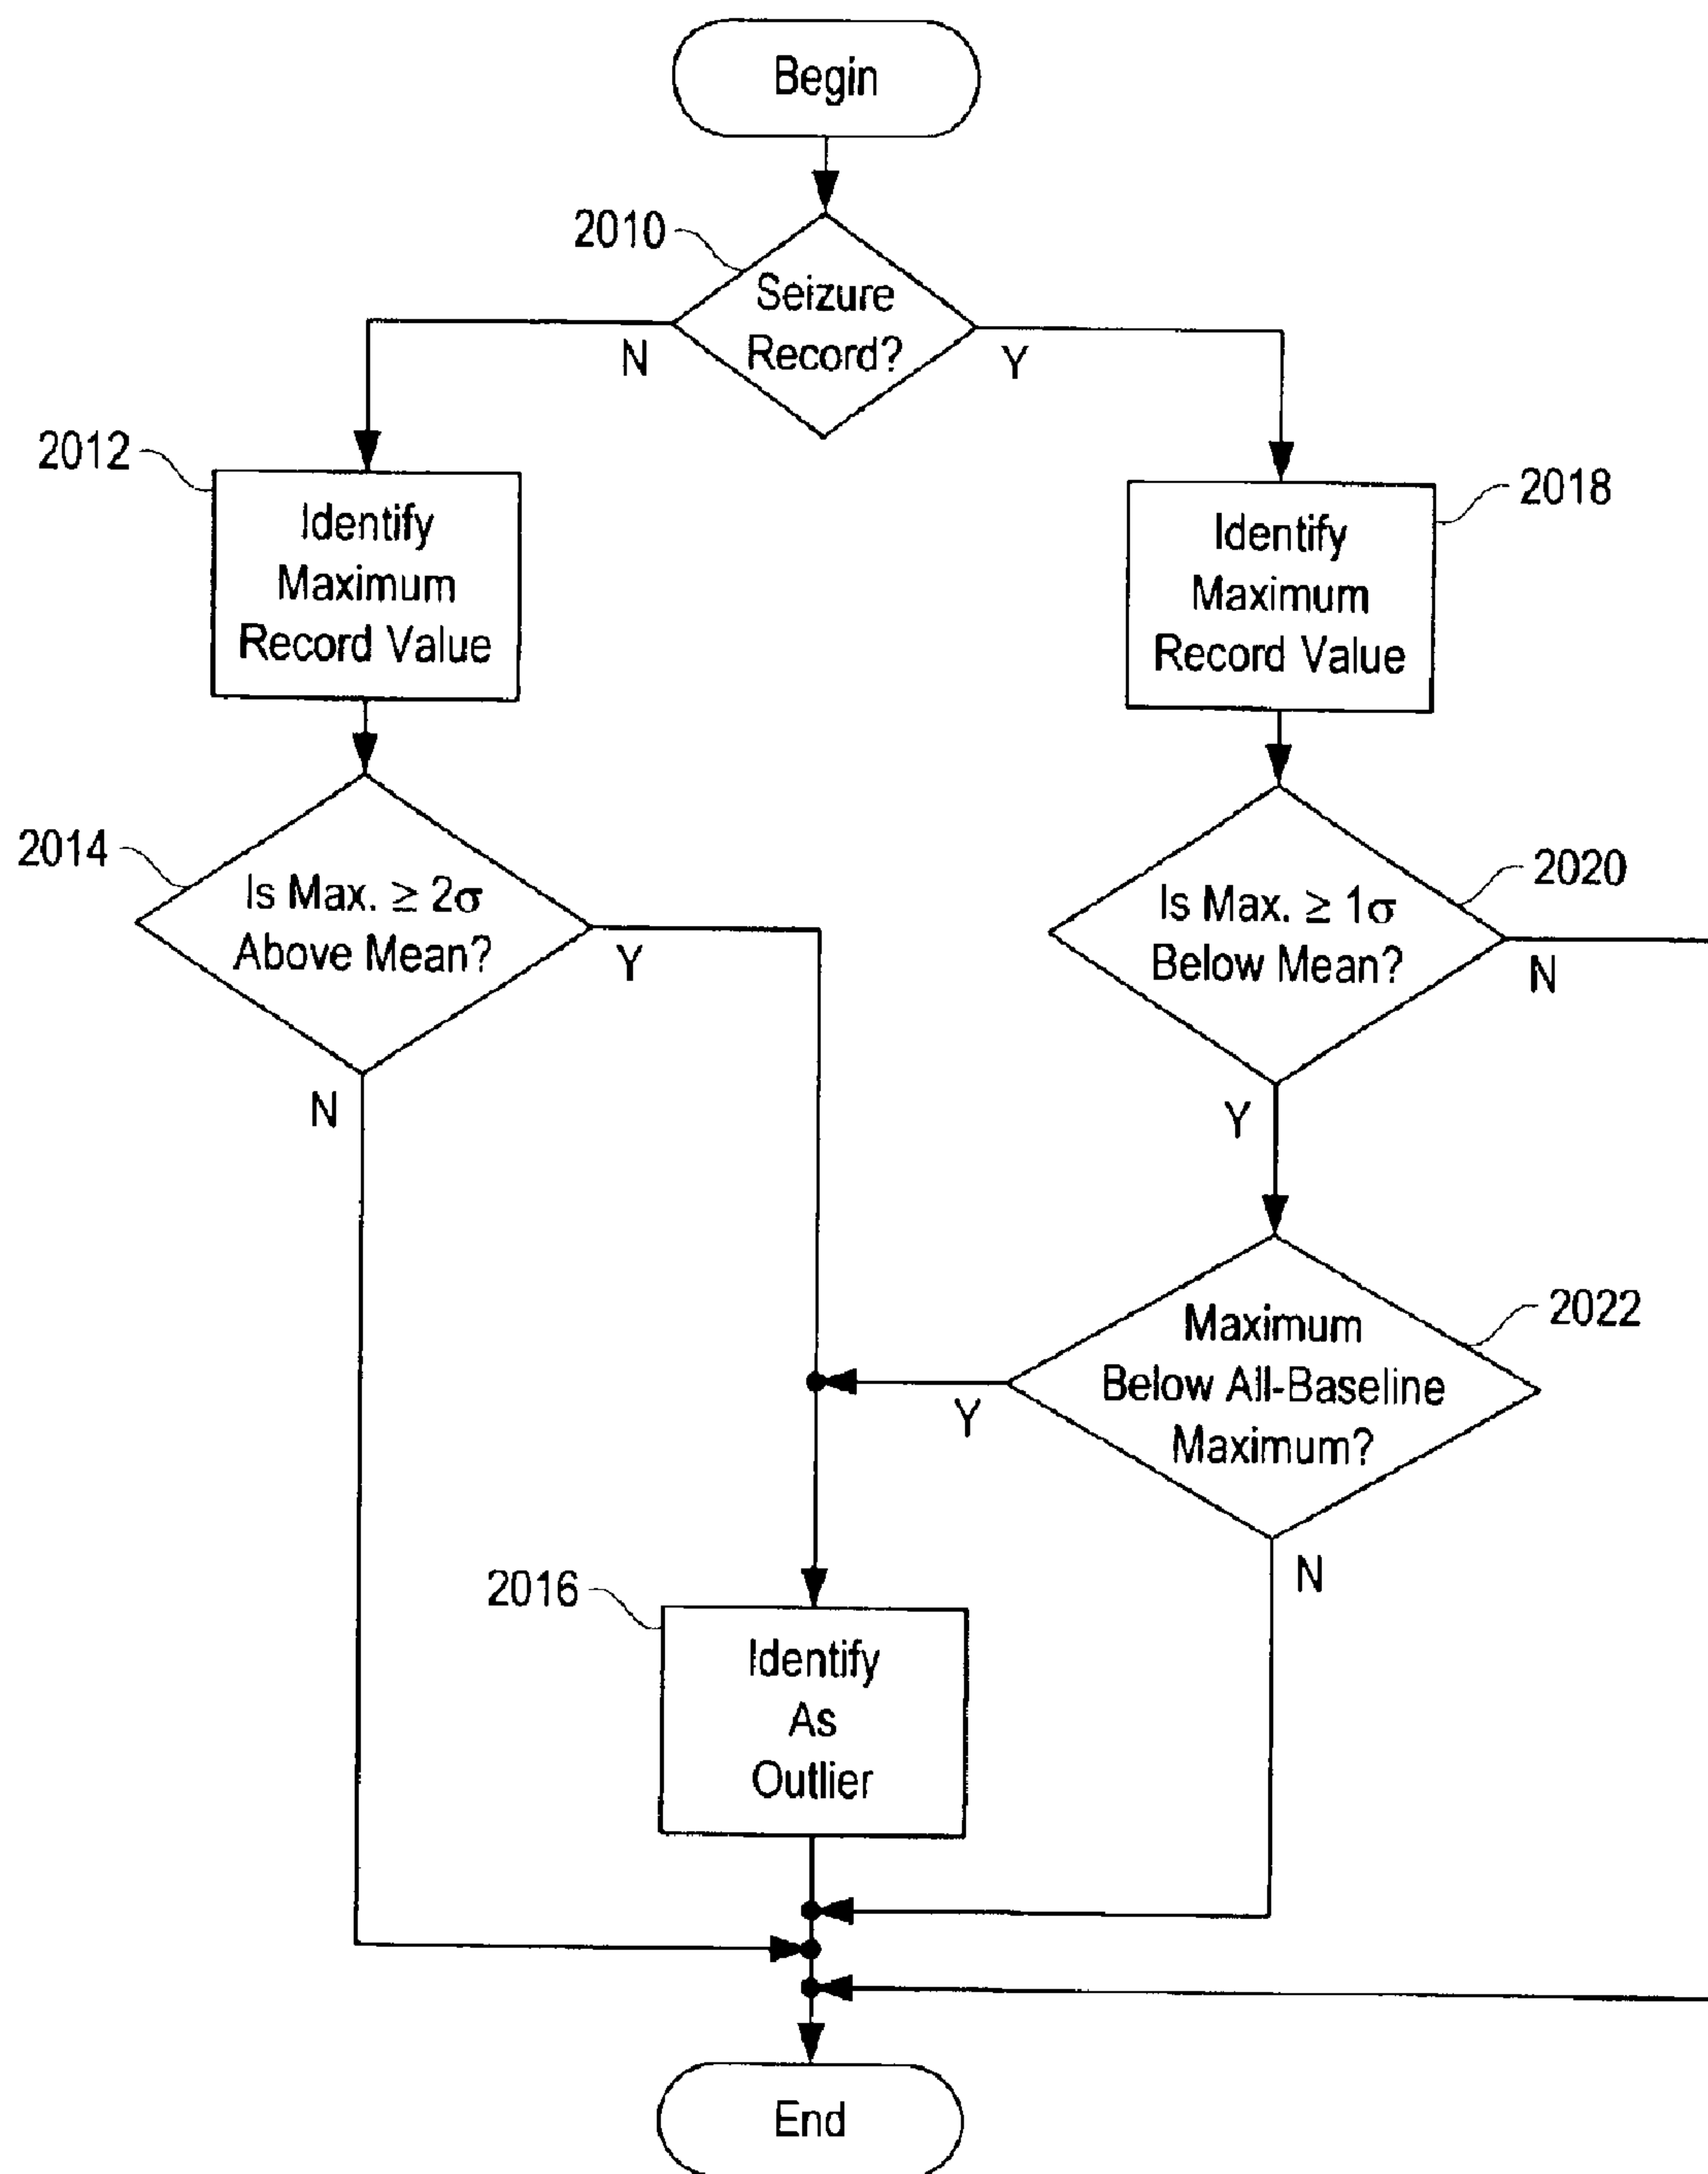 Begin
2010
Seizure
Record?
N
Y
2012
Identify
Maximum
Record Value
2018
Identify
Maximum
Record Value
2014
Is Max. ≥ 2σ
Above Mean?
Y
N
2020
Is Max. ≥ 1σ
Below Mean?
N
Y
2022
Maximum
Below All-Baseline
Maximum?
Y
N
2016
Identify
As
Outlier
End